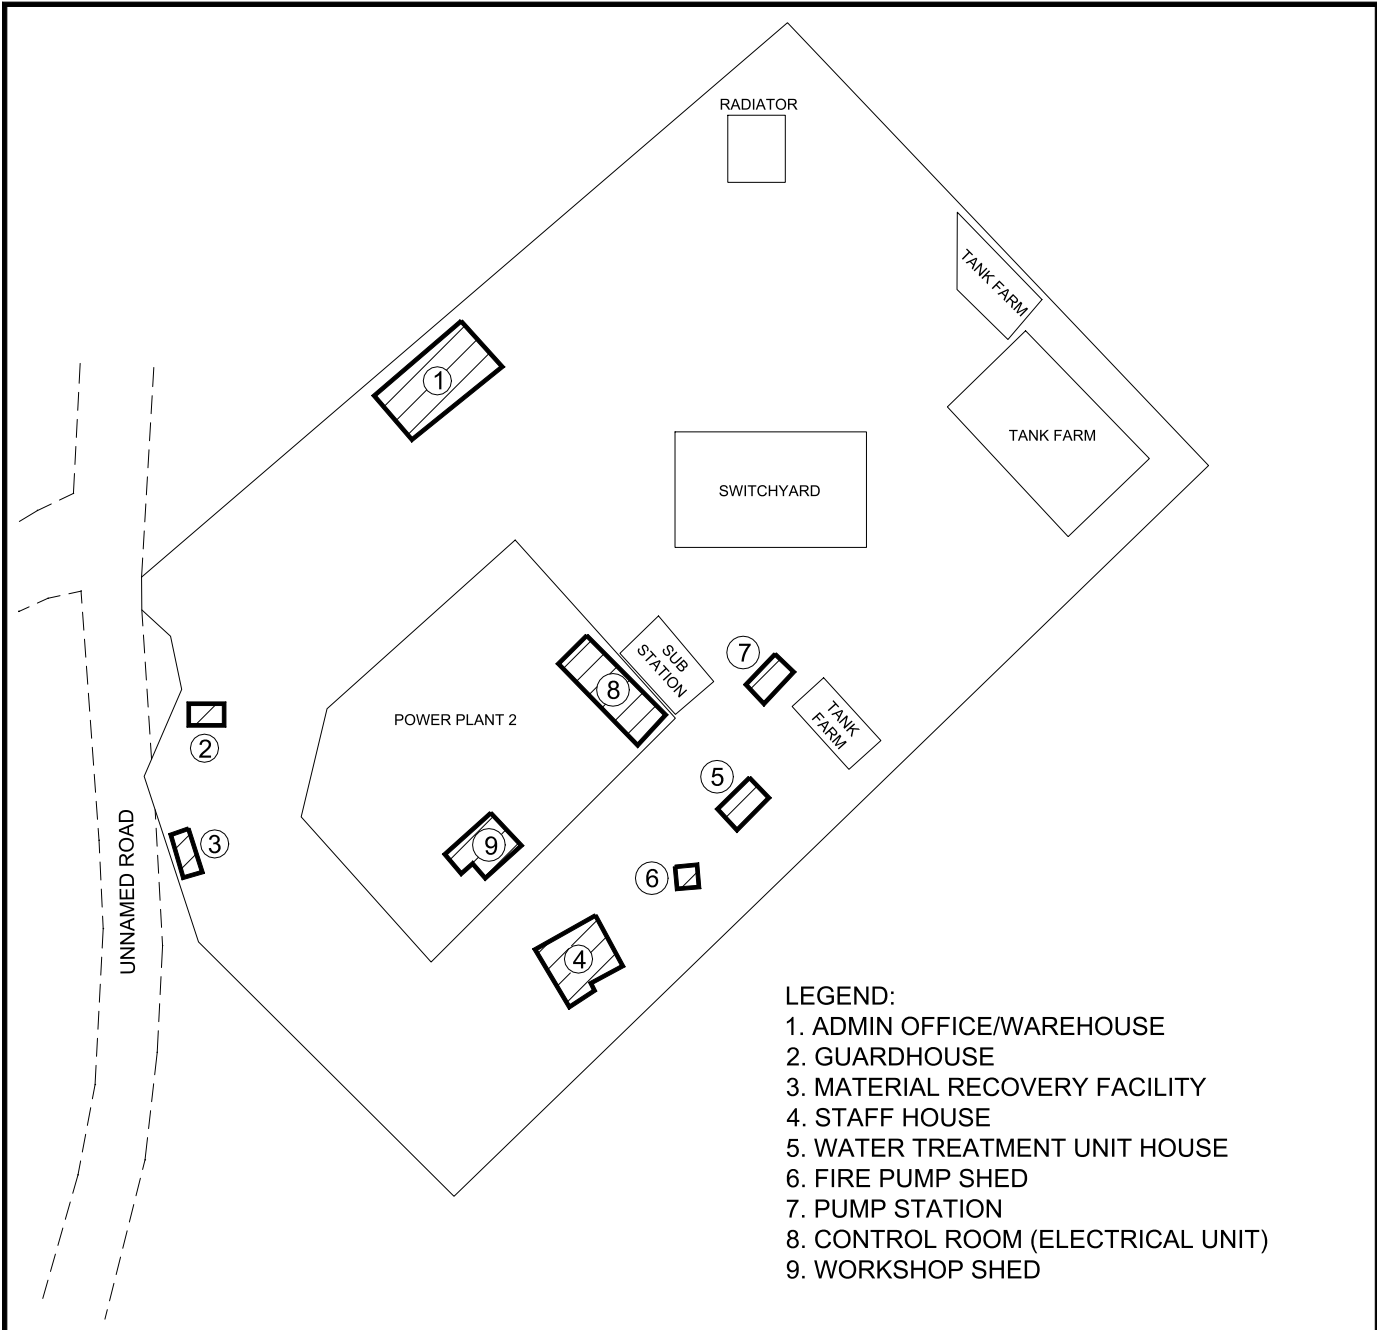 RADIATOR
TANK FARM
TANK FARM
1
SWITCHYARD
SUB
STATION
7
8
TANK
FARM
POWER PLANT 2
2
5
UNNAMED ROAD
3
9
6
4
LEGEND:
1. ADMIN OFFICE/WAREHOUSE
2. GUARDHOUSE
3. MATERIAL RECOVERY FACILITY
4. STAFF HOUSE
5. WATER TREATMENT UNIT HOUSE
6. FIRE PUMP SHED
7. PUMP STATION
8. CONTROL ROOM (ELECTRICAL UNIT)
9. WORKSHOP SHED